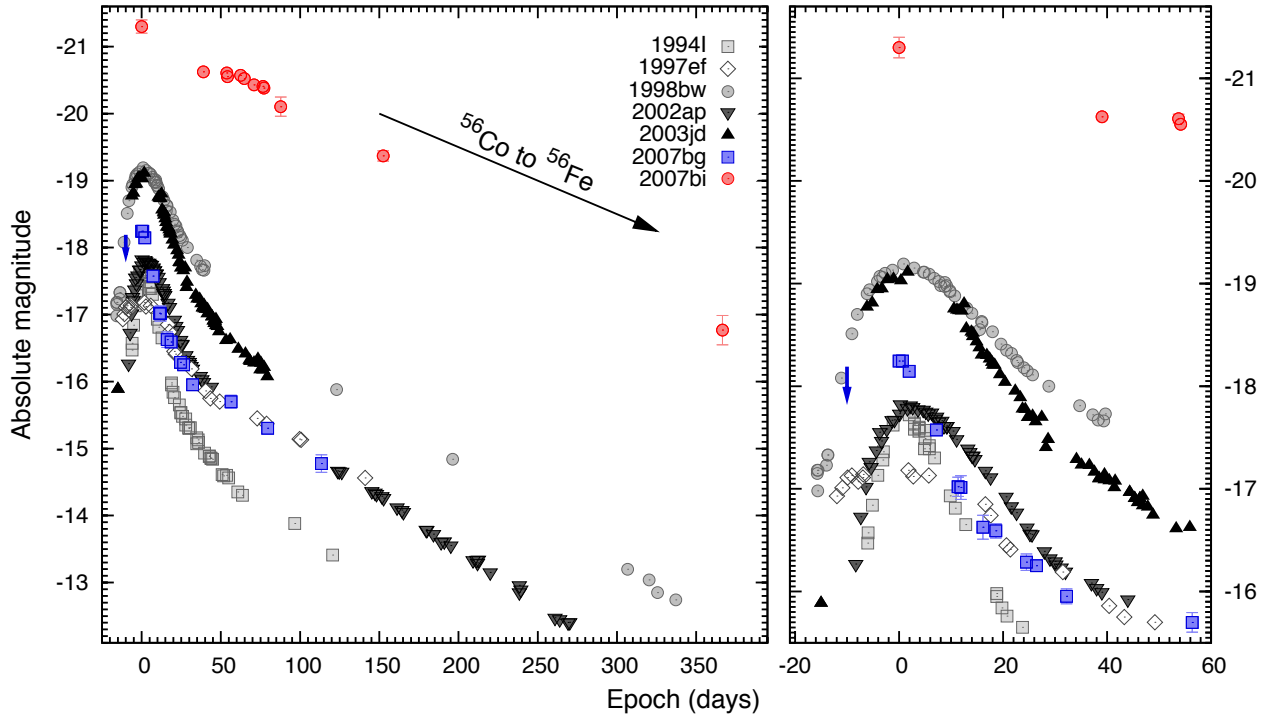 Absolute magnitude
-21
-20
-19
-18
-17
-16
-15
-14
-13
0
50
100
150
200
250
300
350
1994I
1997ef
1998bw
2002ap
2003jd
2007bg
2007bi
56Co to 56Fe
-21
-20
-19
-18
-17
-16
-20
0
20
40
60
Epoch (days)